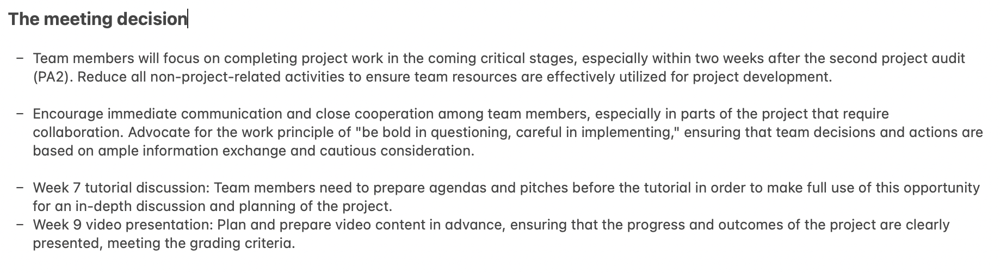 The meeting decision
– Team members will focus on completing project work in the coming critical stages, especially within two weeks after the second project audit
(PA2). Reduce all non-project-related activities to ensure team resources are effectively utilized for project development.
– Encourage immediate communication and close cooperation among team members, especially in parts of the project that require
collaboration. Advocate for the work principle of "be bold in questioning, careful in implementing," ensuring that team decisions and actions are
based on ample information exchange and cautious consideration.
– Week 7 tutorial discussion: Team members need to prepare agendas and pitches before the tutorial in order to make full use of this opportunity
for an in-depth discussion and planning of the project.
– Week 9 video presentation: Plan and prepare video content in advance, ensuring that the progress and outcomes of the project are clearly
presented, meeting the grading criteria.